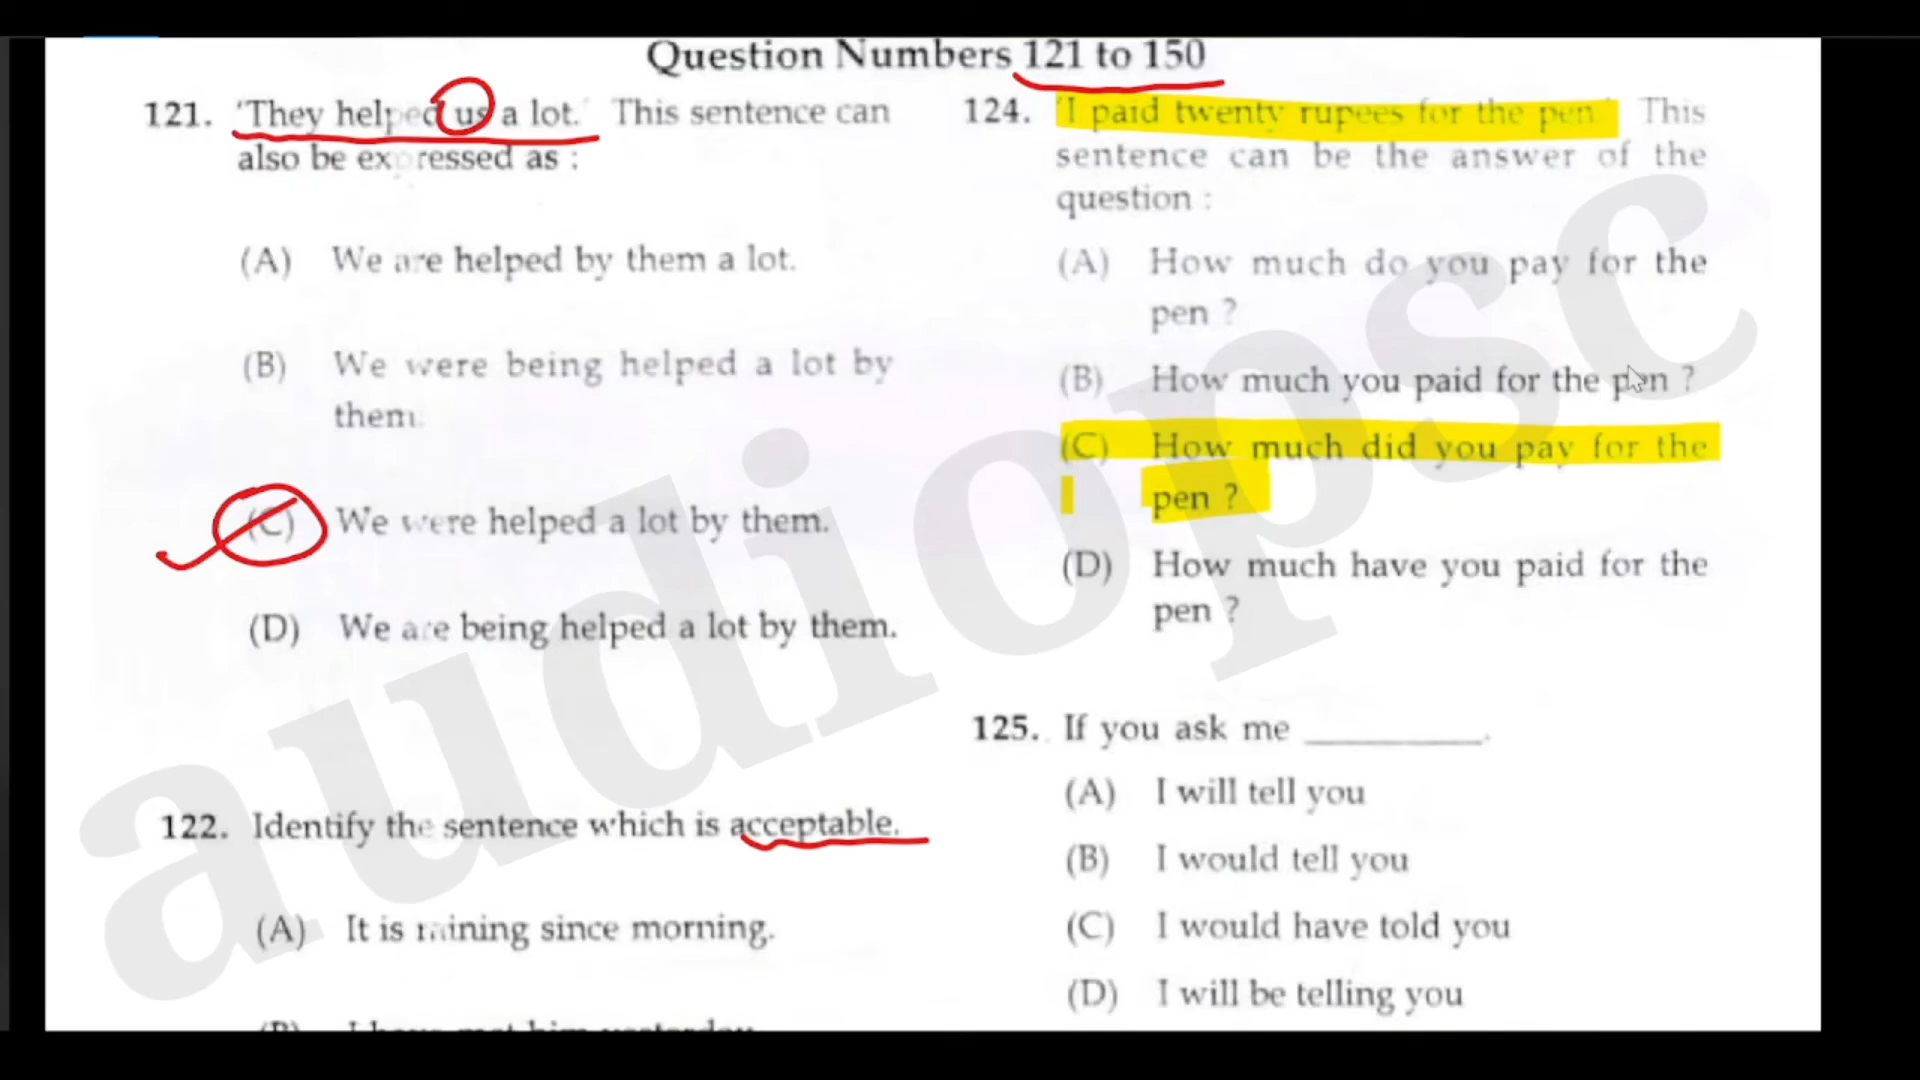 Question Numbers 121 to 150
121. 'They helped us a lot.' This sentence can
also be expressed as :
(A) We are helped by them a lot.
(B) We were being helped a lot by
them.
(C) We were helped a lot by them.
(D) We are being helped a lot by them.
122. Identify the sentence which is acceptable.
(A) It is raining since morning.
(B) I have met him yesterday
124. 'I paid twenty rupees for the pen.' This
sentence can be the answer of the
question :
(A) How much do you pay for the
pen ?
(B) How much you paid for the pen ?
(C) How much did you pay for the
pen ?
(D) How much have you paid for the
pen ?
125. If you ask me ________.
(A) I will tell you
(B) I would tell you
(C) I would have told you
(D) I will be telling you
audiopsc